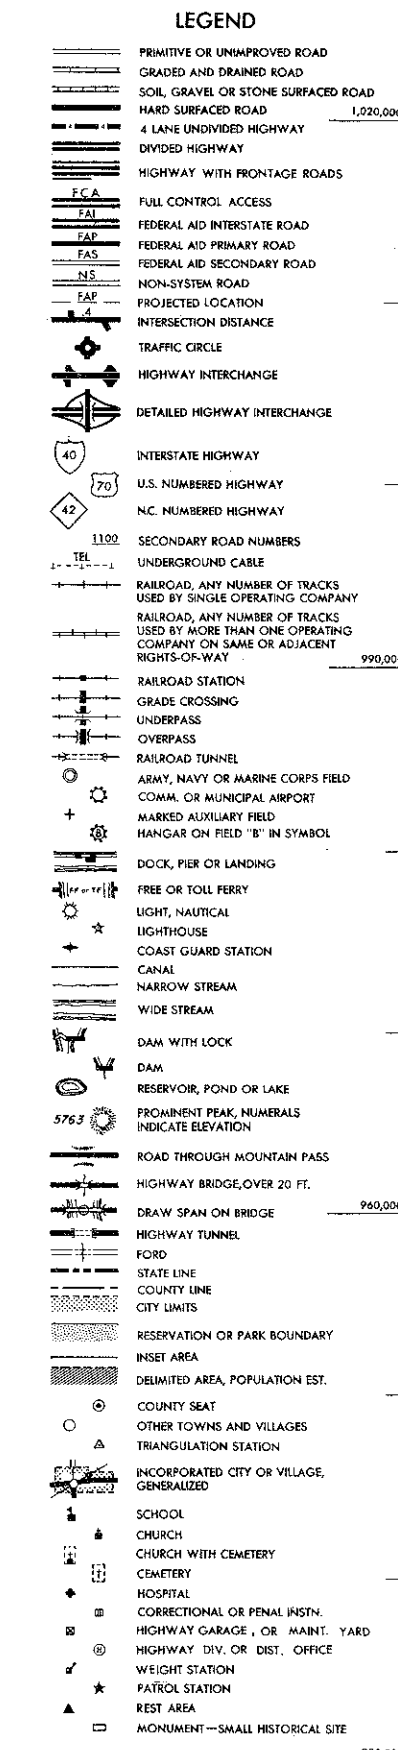 LEGEND
PRIMITIVE OR UNIMPROVED ROAD
GRADED AND DRAINED ROAD
SOIL, GRAVEL OR STONE SURFACED ROAD
HARD SURFACED ROAD 1,020,00
4 4 4 LANE UNDIVIDED HIGHWAY
DIVIDED HIGHWAY
HIGHWAY WITH FRONTAGE ROADS
FCA FULL CONTROL ACCESS
FAI FEDERAL AID INTERSTATE ROAD
FAP FEDERAL AID PRIMARY ROAD
FAS FEDERAL AID SECONDARY ROAD
NS NON-SYSTEM ROAD
FAP PROJECTED LOCATION
.4 INTERSECTION DISTANCE
TRAFFIC CIRCLE
HIGHWAY INTERCHANGE
DETAILED HIGHWAY INTERCHANGE
40 INTERSTATE HIGHWAY
70 U.S. NUMBERED HIGHWAY
42 N.C. NUMBERED HIGHWAY
1100 SECONDARY ROAD NUMBERS
TEL UNDERGROUND CABLE
RAILROAD, ANY NUMBER OF TRACKS
USED BY SINGLE OPERATING COMPANY
RAILROAD, ANY NUMBER OF TRACKS
USED BY MORE THAN ONE OPERATING
COMPANY ON SAME OR ADJACENT
RIGHTS-OF-WAY 990,00
RAILROAD STATION
GRADE CROSSING
UNDERPASS
OVERPASS
RAILROAD TUNNEL
ARMY, NAVY OR MARINE CORPS FIELD
COMM. OR MUNICIPAL AIRPORT
MARKED AUXILIARY FIELD
B HANGAR ON FIELD "B" IN SYMBOL
DOCK, PIER OR LANDING
FF or TF FREE OR TOLL FERRY
LIGHT, NAUTICAL
LIGHTHOUSE
COAST GUARD STATION
CANAL
NARROW STREAM
WIDE STREAM
DAM WITH LOCK
DAM
RESERVOIR, POND OR LAKE
5763 PROMINENT PEAK, NUMERALS
INDICATE ELEVATION
ROAD THROUGH MOUNTAIN PASS
HIGHWAY BRIDGE,OVER 20 FT.
DRAW SPAN ON BRIDGE 960,00
HIGHWAY TUNNEL
FORD
STATE LINE
COUNTY LINE
CITY LIMITS
RESERVATION OR PARK BOUNDARY
INSET AREA
DELIMITED AREA, POPULATION EST.
COUNTY SEAT
OTHER TOWNS AND VILLAGES
TRIANGULATION STATION
INCORPORATED CITY OR VILLAGE,
GENERALIZED
SCHOOL
CHURCH
CHURCH WITH CEMETERY
CEMETERY
HOSPITAL
CORRECTIONAL OR PENAL INSTN.
HIGHWAY GARAGE, OR MAINT. YARD
HIGHWAY DIV. OR DIST. OFFICE
WEIGHT STATION
PATROL STATION
REST AREA
MONUMENT—SMALL HISTORICAL SITE